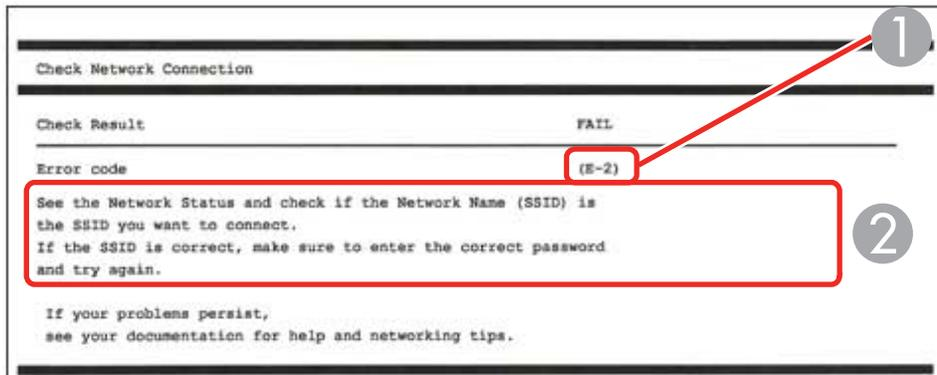 1
Check Network Connection
Check Result FAIL
Error code (E-2)
See the Network Status and check if the Network Name (SSID) is
the SSID you want to connect.
If the SSID is correct, make sure to enter the correct password
and try again.
2
If your problems persist,
see your documentation for help and networking tips.